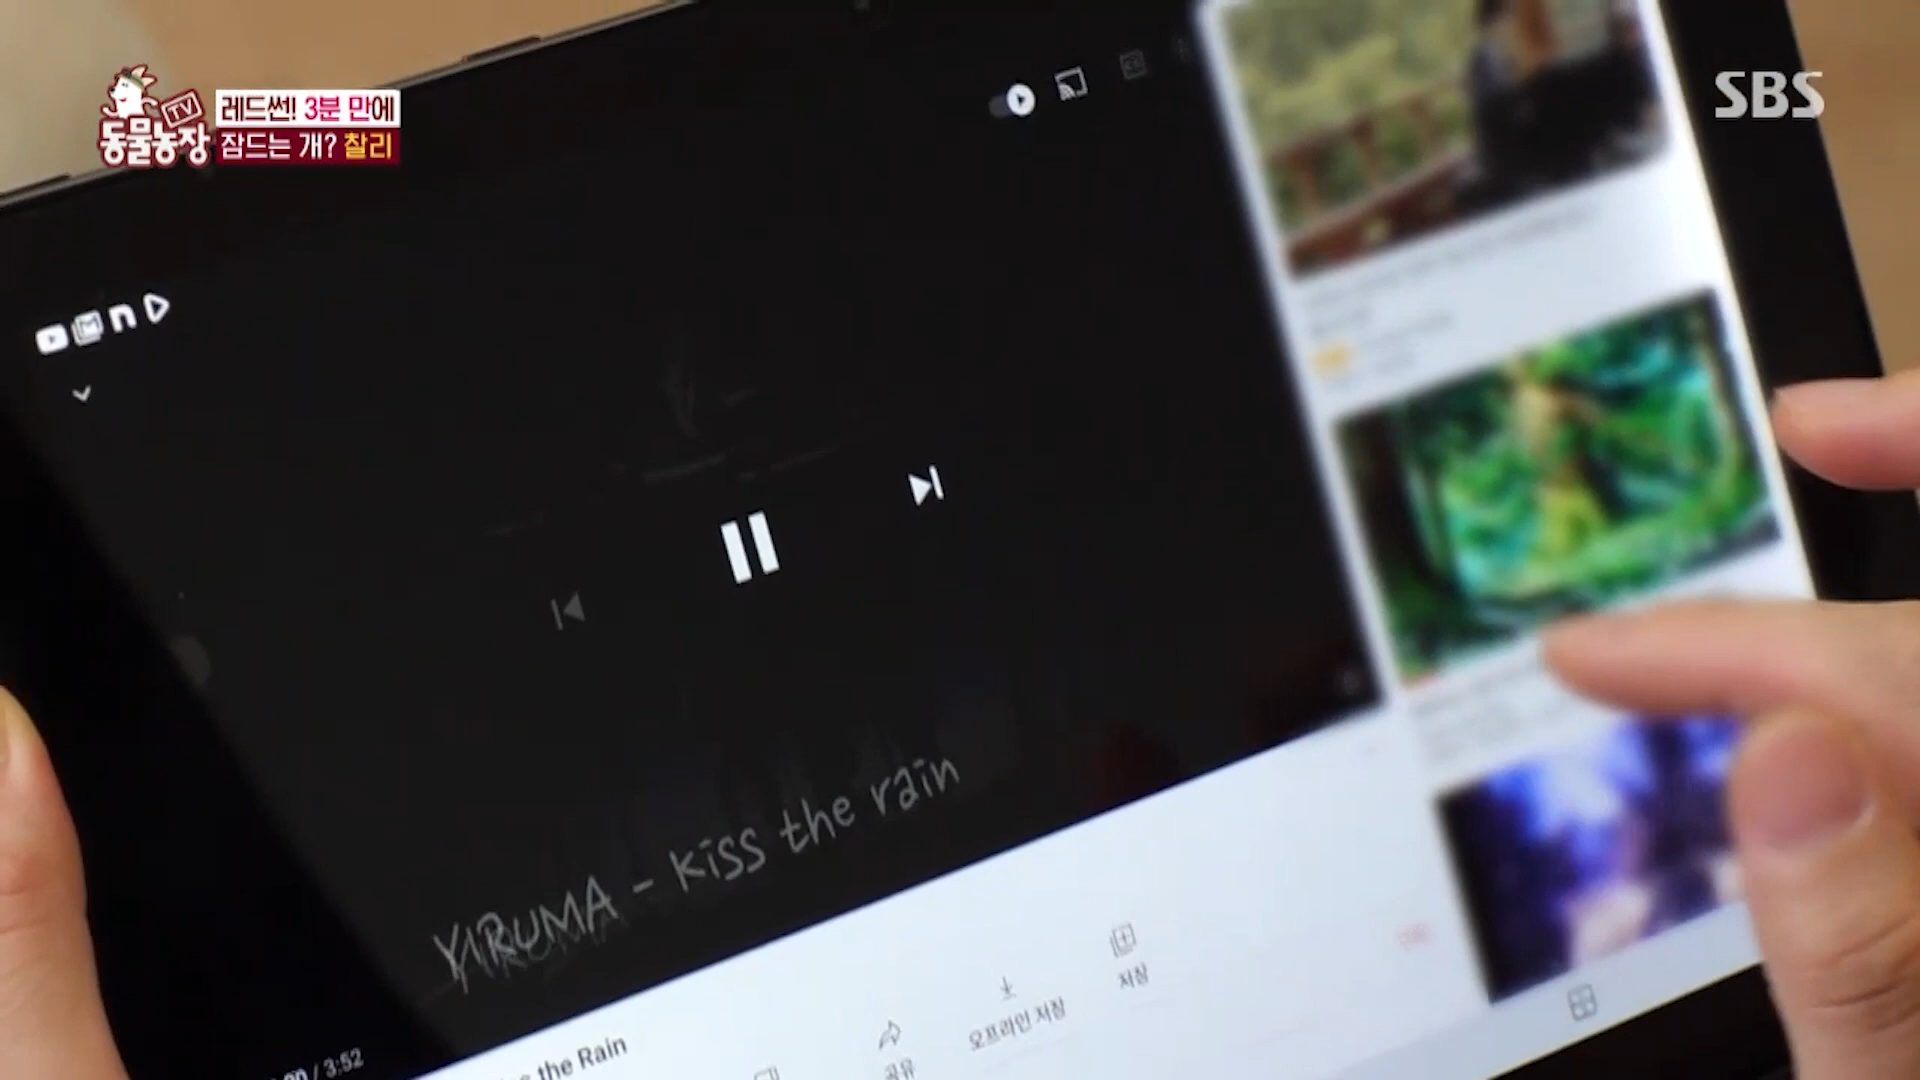 TV
동물농장
레드썬! 3분 만에
잠드는 개? 찰리
SBS
YIRUMA - Kiss the rain
/ 3:52
the Rain
공유
오프라인 저장
저장